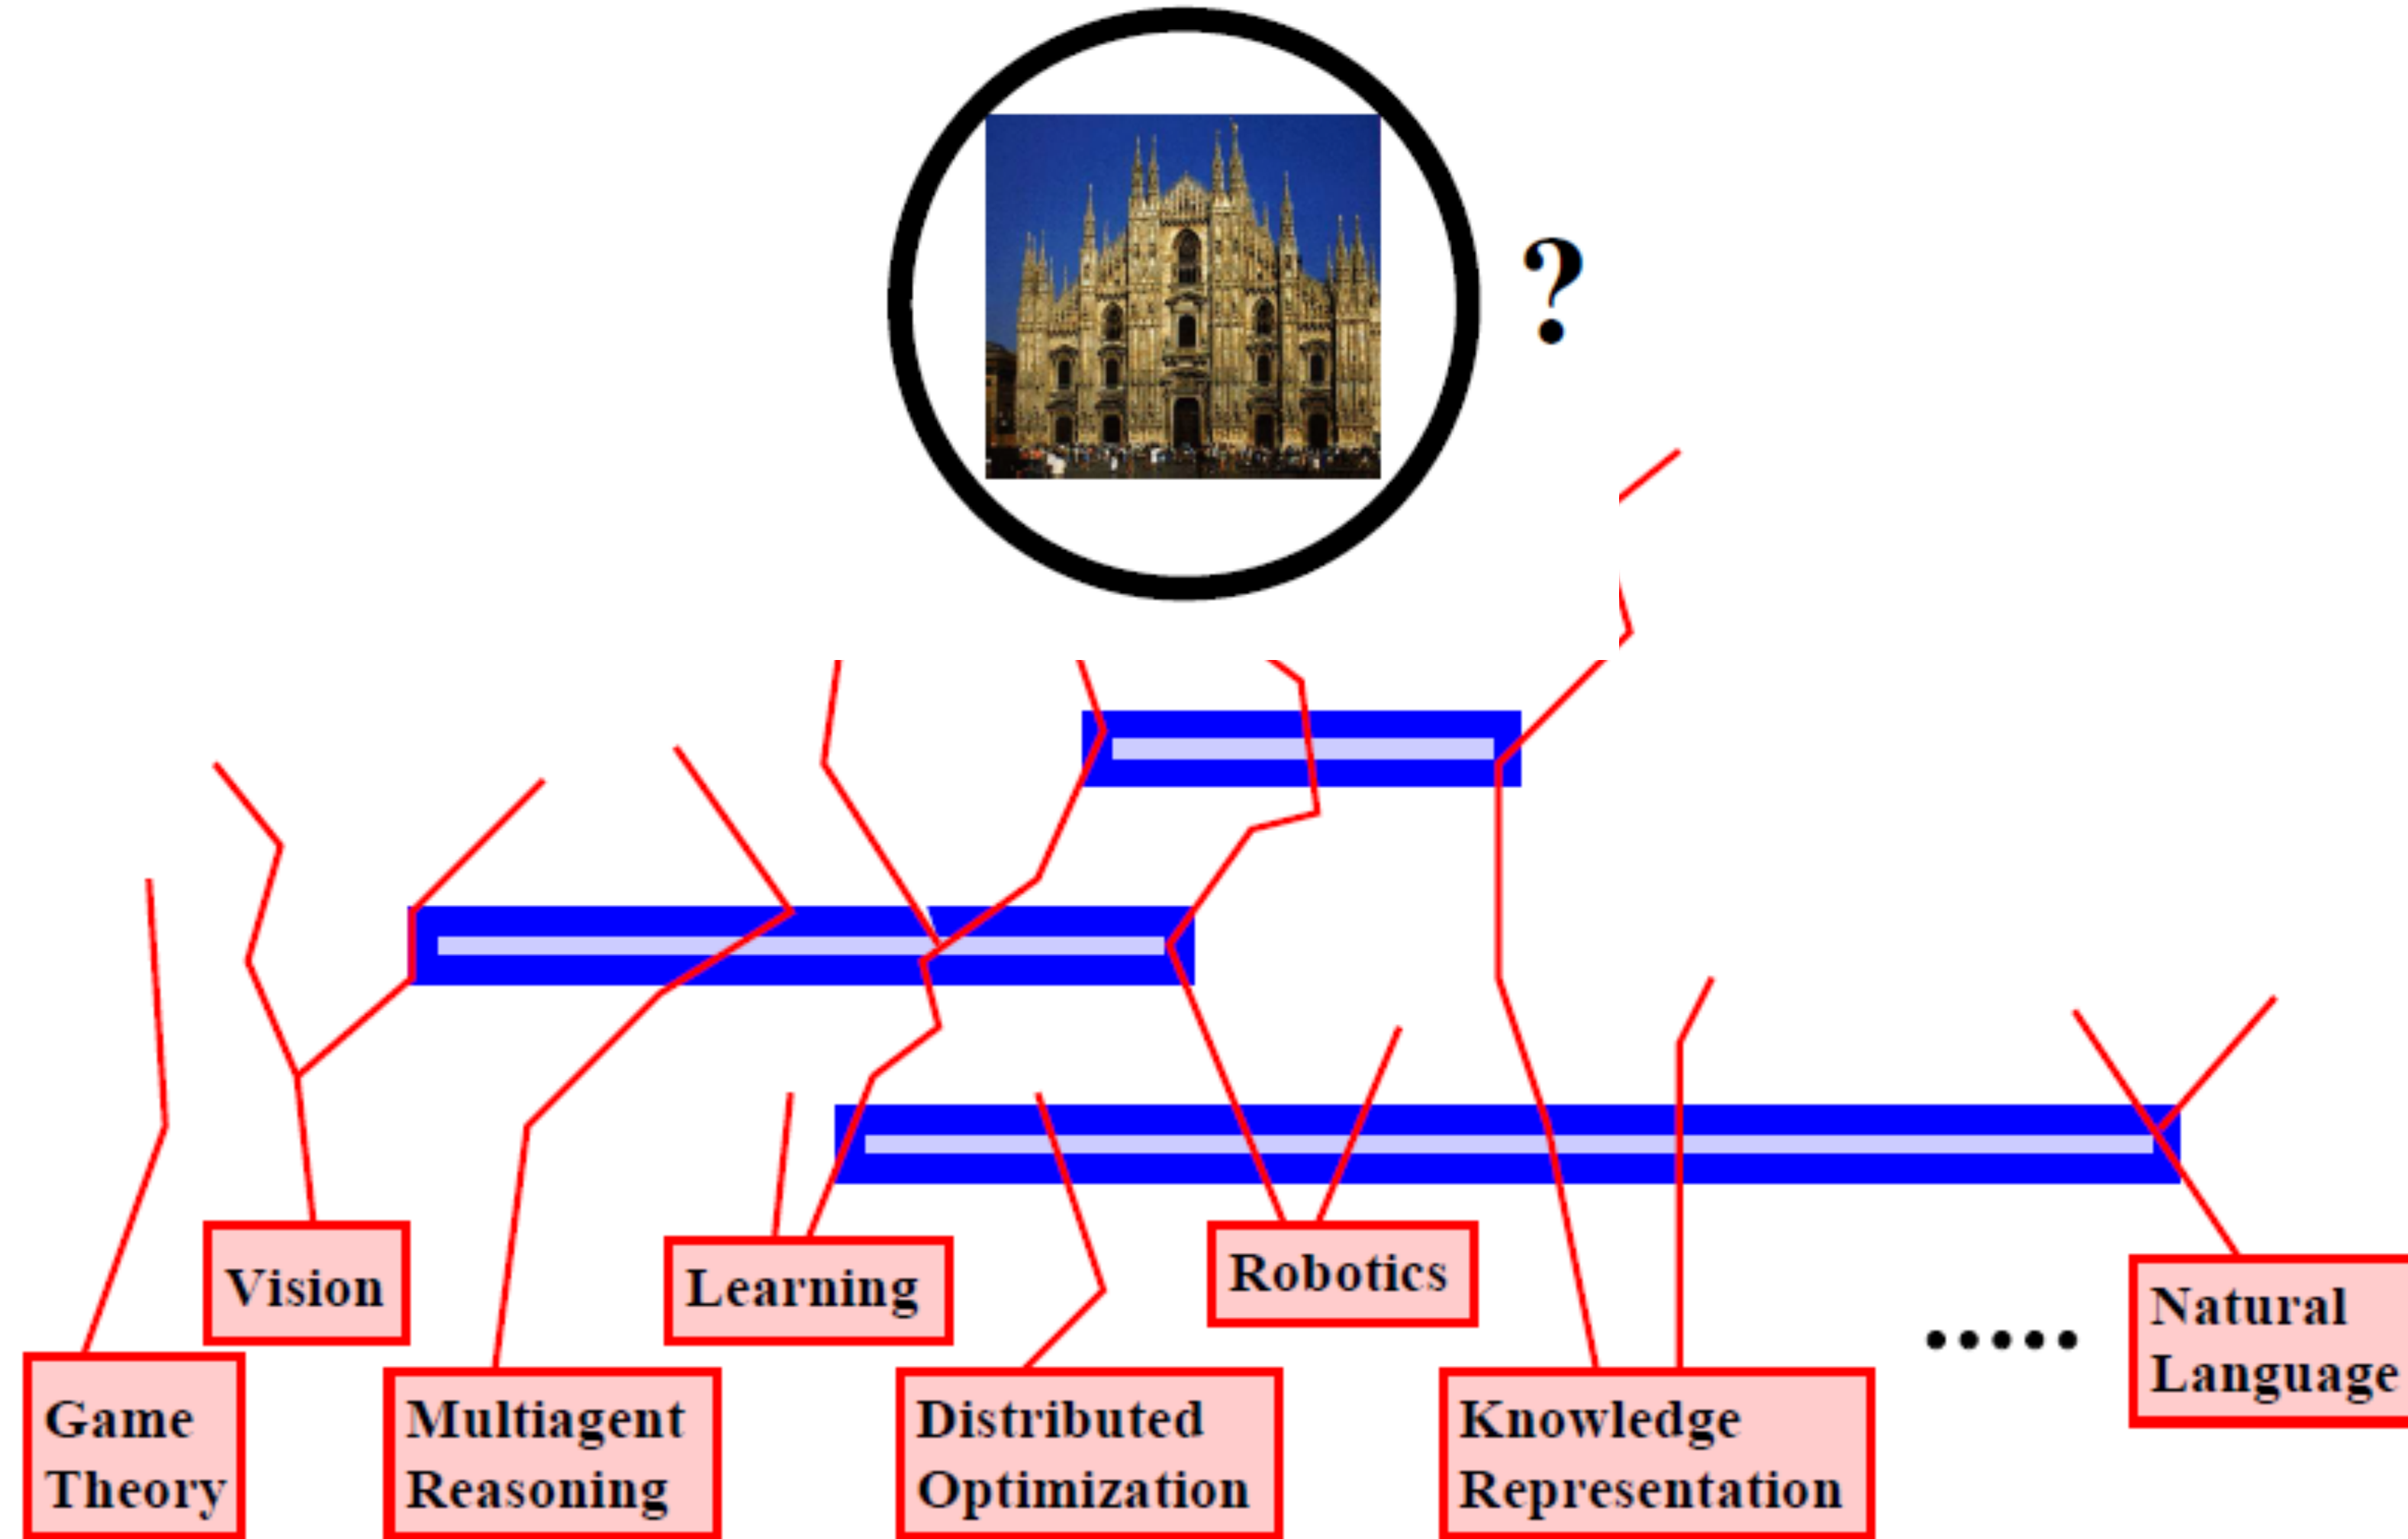 ?
Vision
Learning
Robotics
Natural
Language
Game
Theory
Multiagent
Reasoning
Distributed
Optimization
Knowledge
Representation
.....